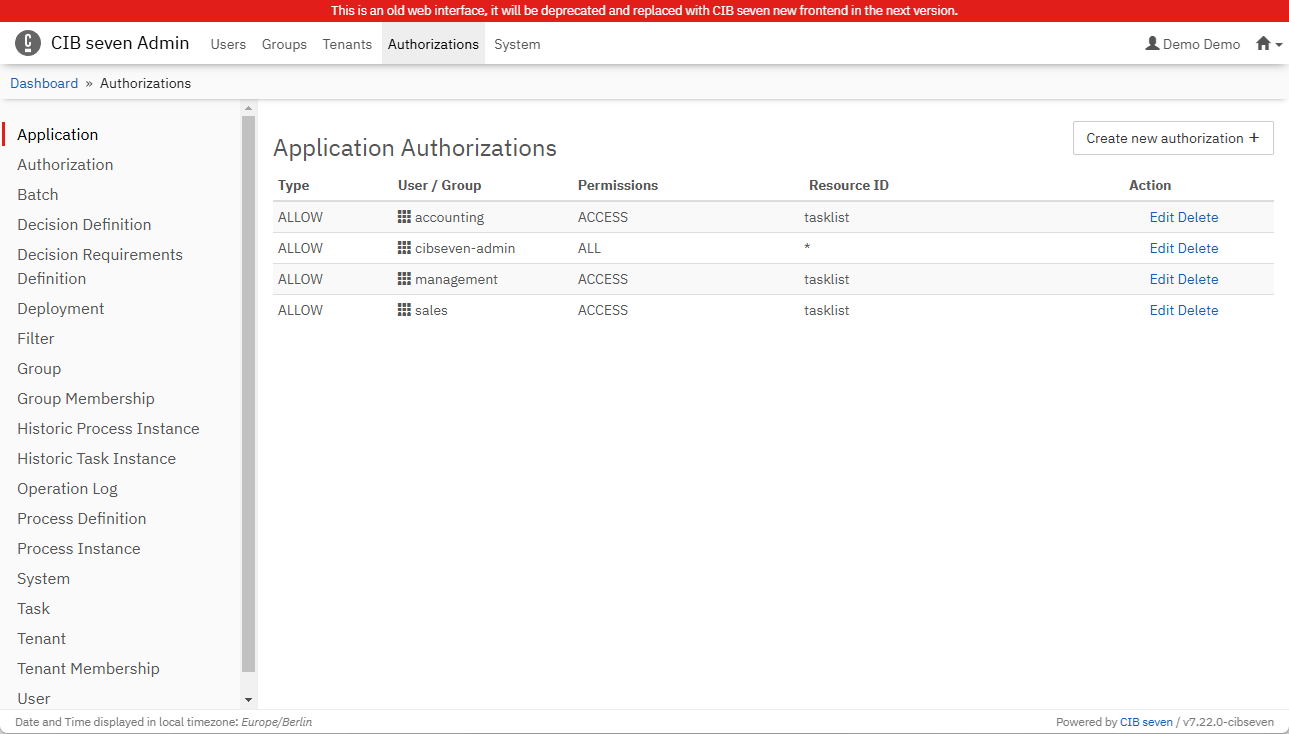 This is an old web interface, it will be deprecated and replaced with CIB seven new frontend in the next version.
CIB seven Admin Users Groups Tenants Authorizations System Demo Demo
Dashboard » Authorizations
Application
Authorization
Batch
Decision Definition
Decision Requirements
Definition
Deployment
Filter
Group
Group Membership
Historic Process Instance
Historic Task Instance
Operation Log
Process Definition
Process Instance
System
Task
Tenant
Tenant Membership
User
Application Authorizations
Create new authorization +
Type User / Group Permissions Resource ID Action
ALLOW accounting ACCESS tasklist Edit Delete
ALLOW cibseven-admin ALL * Edit Delete
ALLOW management ACCESS tasklist Edit Delete
ALLOW sales ACCESS tasklist Edit Delete
Date and Time displayed in local timezone: Europe/Berlin
Powered by CIB seven / v7.22.0-cibseven